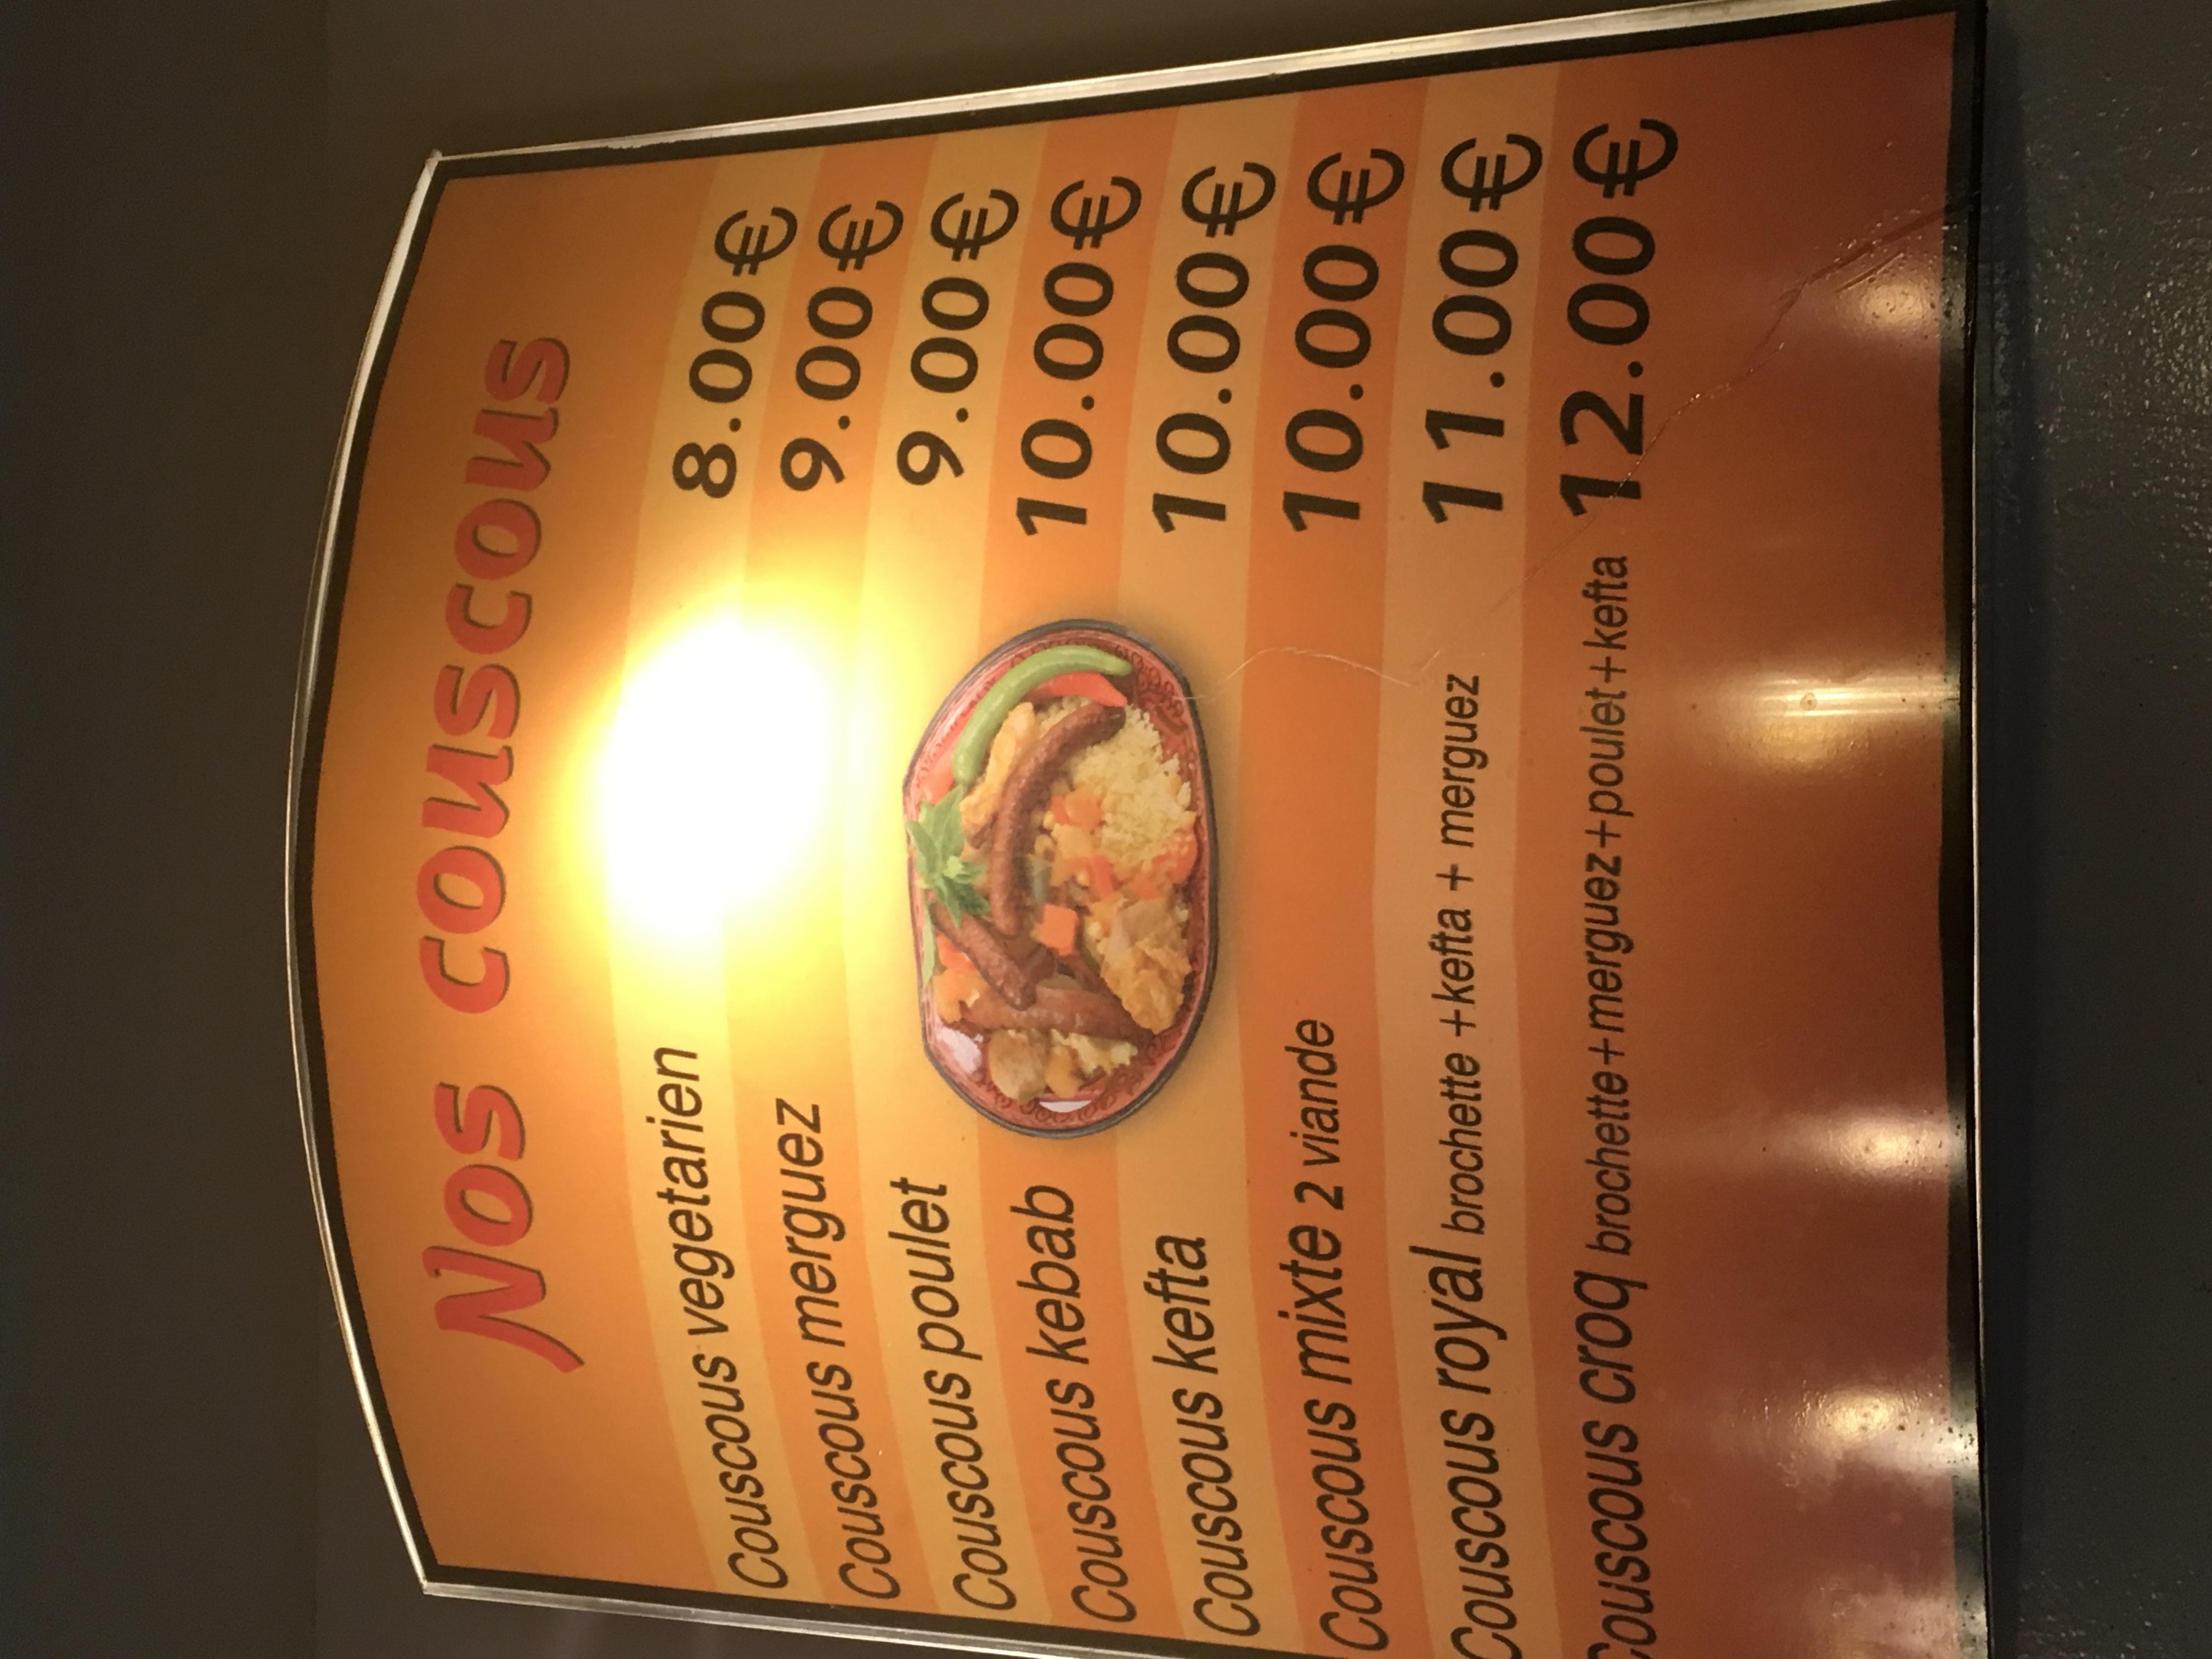 Nos couscous
Couscous vegetarien 8.00€
Couscous merguez 9.00€
Couscous poulet 9.00€
Couscous kebab 10.00€
Couscous kefta 10.00€
Couscous mixte 2 viande 10.00€
Couscous royal brochette +kefta + merguez 11.00€
Couscous croq brochette+merguez+poulet+kefta 12.00€